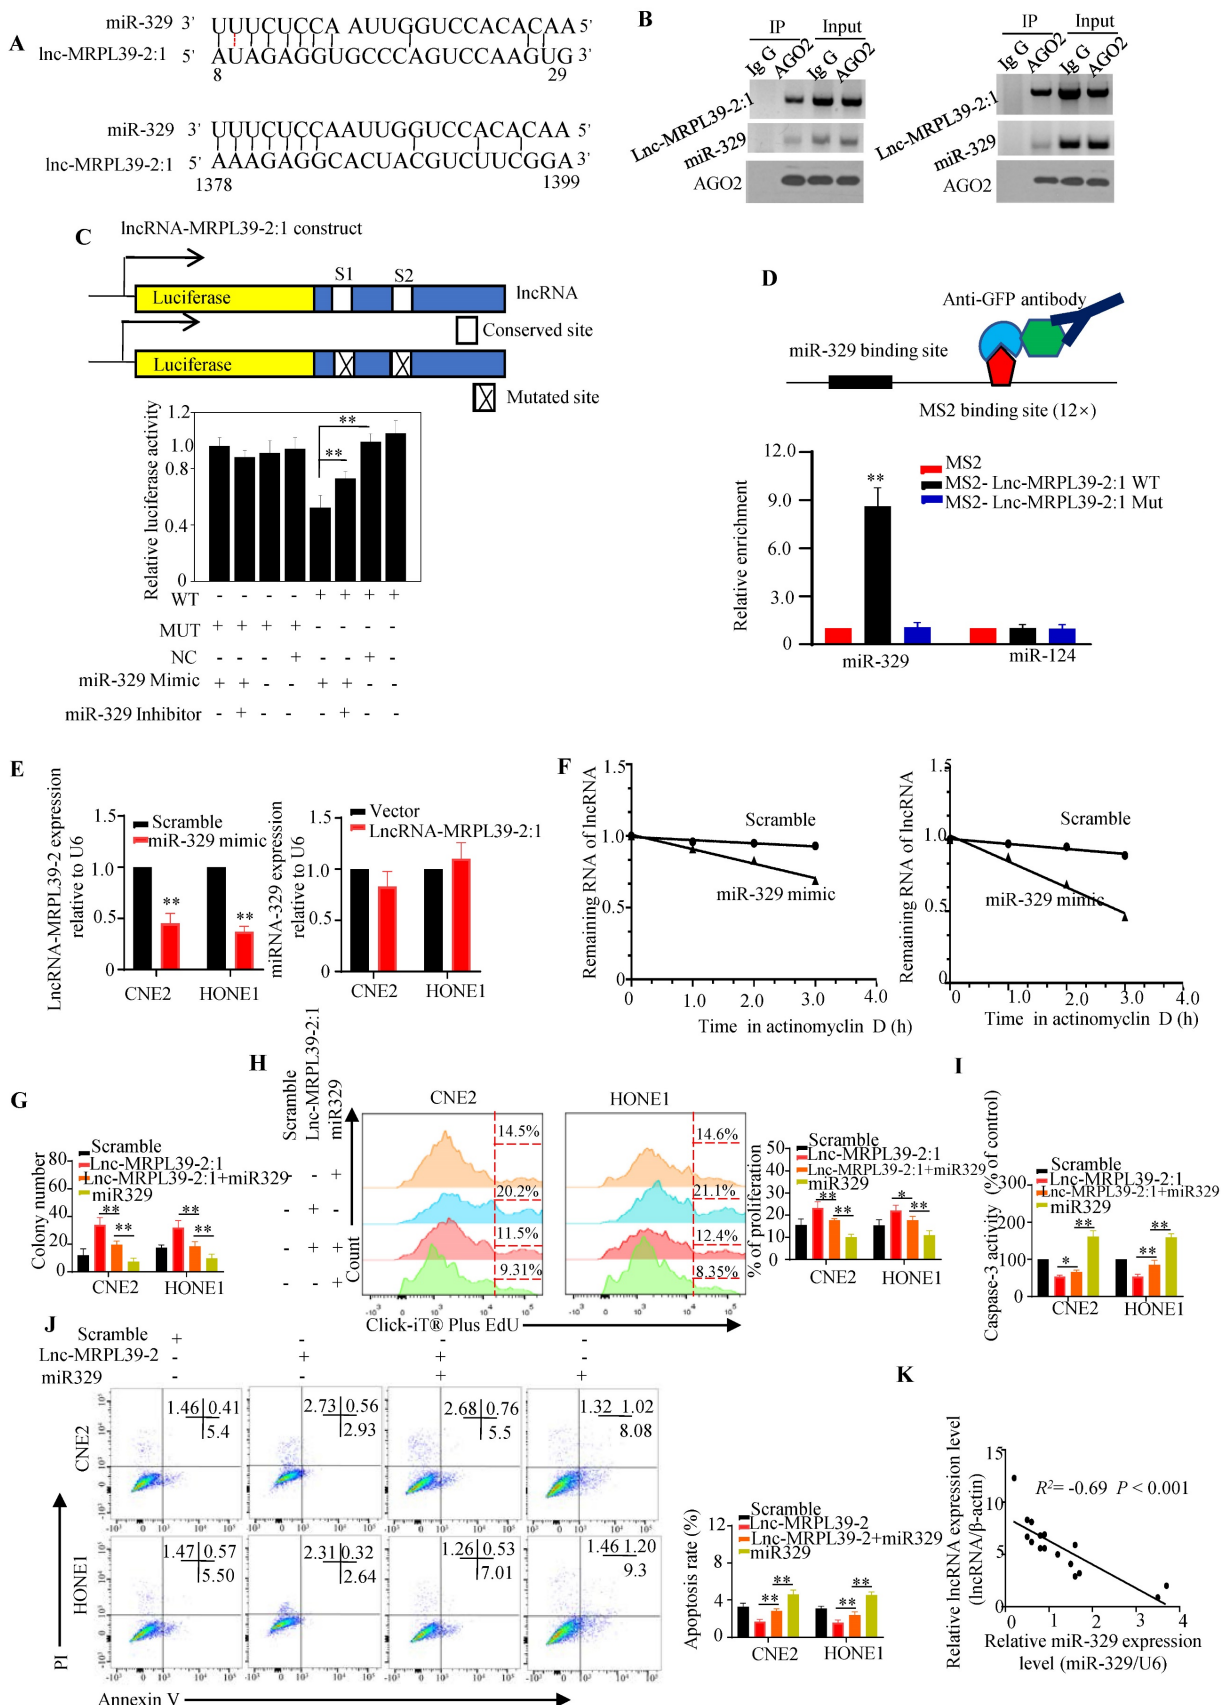 A
miR-329 3' UUUCUCCA AUUGGUCCACACAA 5'
lnc-MRPL39-2:1 AUAGAGGUGCCCAGUCCAAGUG 3'
8 29
miR-329 UUUCUCCAAUUGGUCCACACAA 5'
lnc-MRPL39-2:1 5' AAAGAGGCACUACGUCUUCGGA 3'
1378 1399
B
IP Input
Ig G AGO2 Ig G AGO2
Lnc-MRPL39-2:1
miR-329
AGO2
IP Input
Ig G AGO2 Ig G AGO2
Lnc-MRPL39-2:1
miR-329
AGO2
C
lncRNA-MRPL39-2:1 construct
S1 S2
Luciferase
lncRNA
Conserved site
Luciferase
Mutated site
Relative luciferase activity
1.2
1.0
0.8
0.4
0
** **
WT - - - - + + + +
MUT + + + + - - - -
NC - - - + - - + -
miR-329 Mimic + + - - + + - -
miR-329 Inhibitor - + - - - + - -
D
Anti-GFP antibody
miR-329 binding site
MS2 binding site (12×)
Relative enrichment
12.0
9.0
6.0
3.0
0
**
MS2
MS2- Lnc-MRPL39-2:1 WT
MS2- Lnc-MRPL39-2:1 Mut
miR-329 miR-124
E
LncRNA-MRPL39-2 expression
relative to U6
1.5
1.0
0.5
0
Scramble
miR-329 mimic
** **
CNE2 HONE1
miRNA-329 expression
relative to U6
1.5
1.0
0.5
0
Vector
LncRNA-MRPL39-2:1
CNE2 HONE1
F
Remaining RNA of lncRNA
1.5
1.0
0.5
0
Scramble
miR-329 mimic
0 1.0 2.0 3.0 4.0
Time in actinomyclin D (h)
Remaining RNA of lncRNA
1.5
1.0
0.5
0
Scramble
miR-329 mimic
0 1.0 2.0 3.0 4.0
Time in actinomyclin D (h)
G
Colony number
80
60
40
20
0
Scramble
Lnc-MRPL39-2:1
Lnc-MRPL39-2:1+miR329
miR329
** ** ** **
CNE2 HONE1
H
Scramble
Lnc-MRPL39-2:1
miR329
- +
- + -
- + +
- - +
Count
CNE2
14.5%
20.2%
11.5%
9.31%
-10³ 0 10³ 10⁴ 10⁵
HONE1
14.6%
21.1%
12.4%
8.35%
-10³ 0 10³ 10⁴ 10⁵
Click-iT® Plus EdU
% of proliferation
50
40
30
20
10
0
Scramble
Lnc-MRPL39-2:1
Lnc-MRPL39-2:1+miR329
miR329
** ** * **
CNE2 HONE1
I
Caspase-3 activity (% of control)
300
200
100
0
Scramble
Lnc-MRPL39-2:1
Lnc-MRPL39-2:1+miR329
miR329
* ** ** **
CNE2 HONE1
J
Scramble + - - -
Lnc-MRPL39-2 - + + -
miR329 - - + +
CNE2
1.46 0.41
5.4
2.73 0.56
2.93
2.68 0.76
5.5
1.32 1.02
8.08
HONE1
1.47 0.57
5.50
2.31 0.32
2.64
1.26 0.53
7.01
1.46 1.20
9.3
PI
Annexin V
Apoptosis rate (%)
12
8
4
0
Scramble
Lnc-MRPL39-2
Lnc-MRPL39-2+miR329
miR329
** ** ** **
CNE2 HONE1
K
Relative lncRNA expression level
(lncRNA/β-actin)
15
10
5
0
R²= -0.69 P < 0.001
0 1 2 3 4
Relative miR-329 expression
level (miR-329/U6)